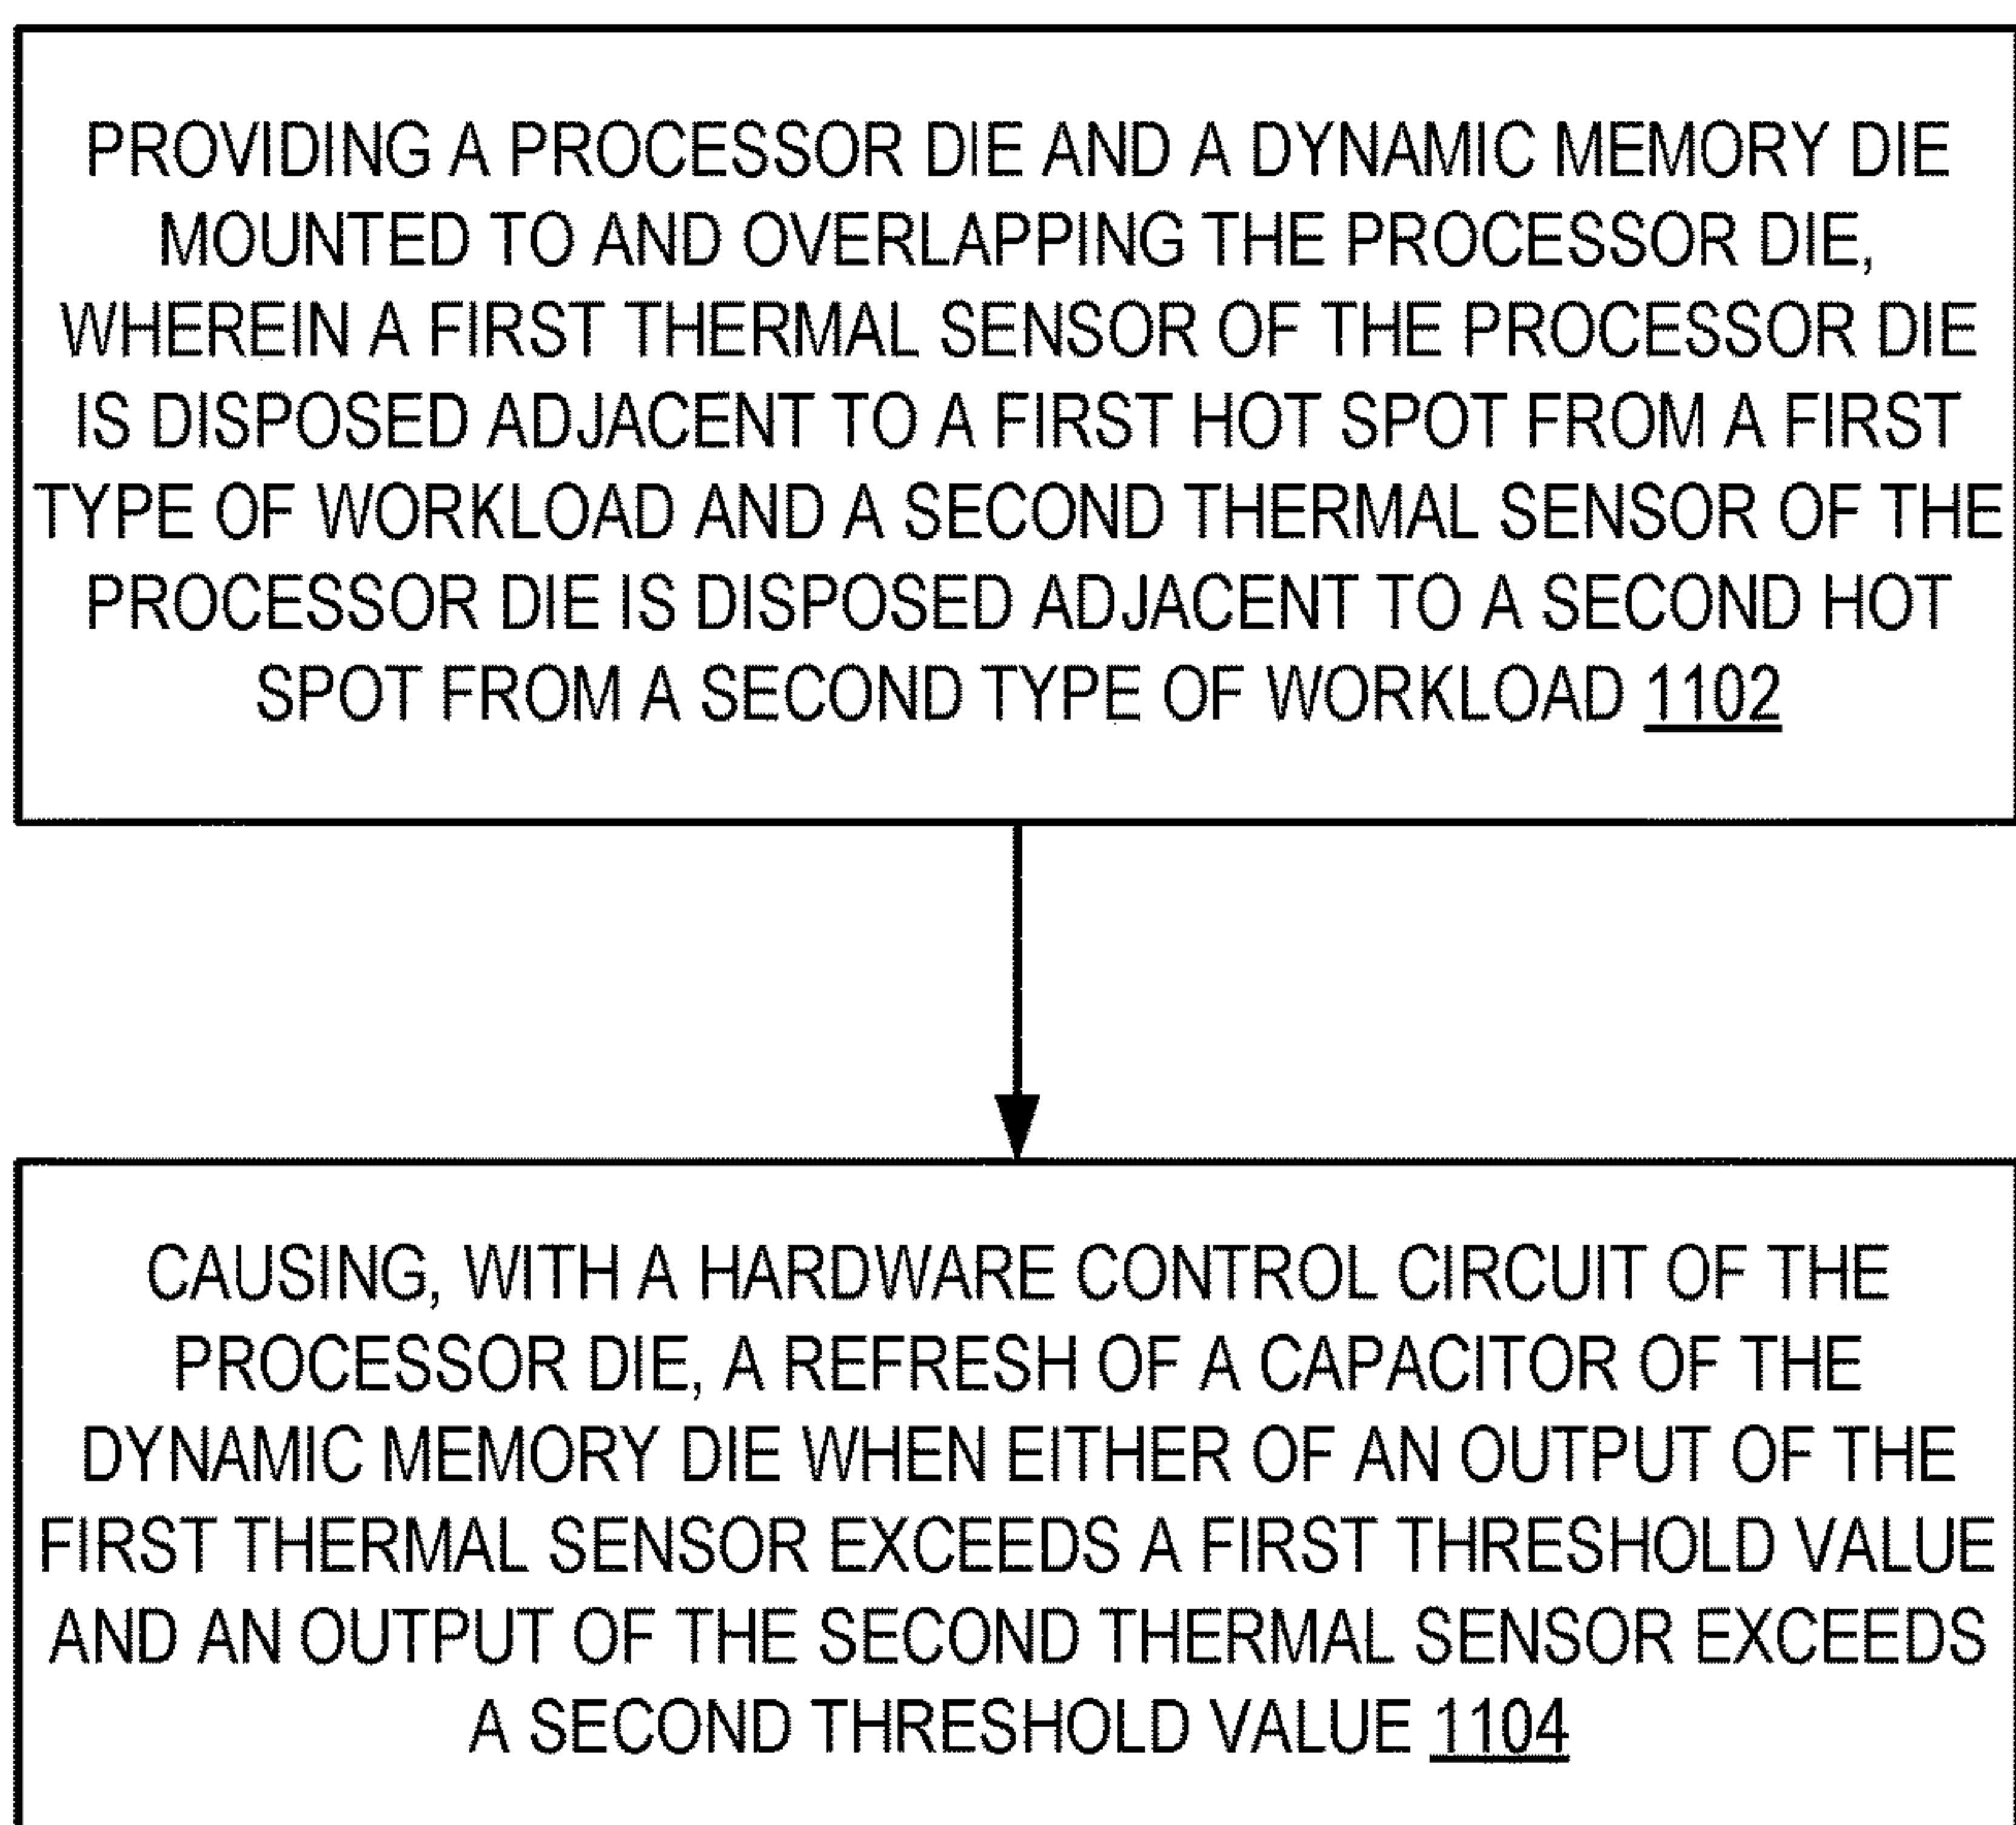 PROVIDING A PROCESSOR DIE AND A DYNAMIC MEMORY DIE
MOUNTED TO AND OVERLAPPING THE PROCESSOR DIE,
WHEREIN A FIRST THERMAL SENSOR OF THE PROCESSOR DIE
IS DISPOSED ADJACENT TO A FIRST HOT SPOT FROM A FIRST
TYPE OF WORKLOAD AND A SECOND THERMAL SENSOR OF THE
PROCESSOR DIE IS DISPOSED ADJACENT TO A SECOND HOT
SPOT FROM A SECOND TYPE OF WORKLOAD 1102
CAUSING, WITH A HARDWARE CONTROL CIRCUIT OF THE
PROCESSOR DIE, A REFRESH OF A CAPACITOR OF THE
DYNAMIC MEMORY DIE WHEN EITHER OF AN OUTPUT OF THE
FIRST THERMAL SENSOR EXCEEDS A FIRST THRESHOLD VALUE
AND AN OUTPUT OF THE SECOND THERMAL SENSOR EXCEEDS
A SECOND THRESHOLD VALUE 1104